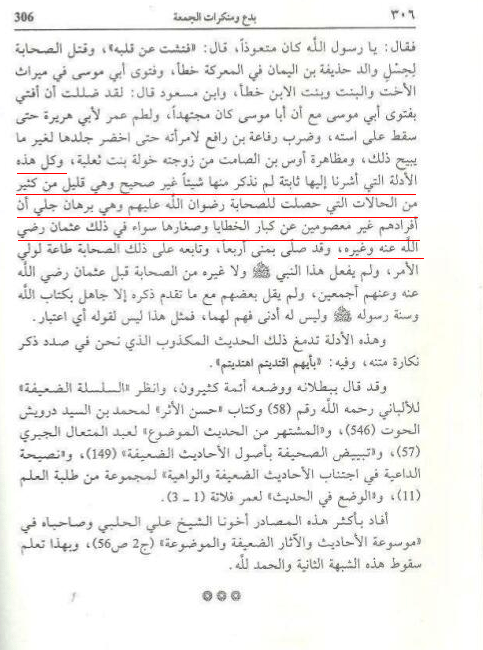 ٣٠٦ بدع ومنكرات الجمعة 306
فقال: يا رسول اللَّه كان متعوذاً، قال: «فتشت عن قلبه»، وقتل الصحابة
لحِسْلٍ والد حذيفة بن اليمان في المعركة خطأً، وفتوى أبي موسى في ميراث
الأخت والبنت وبنت الابن خطأ، وابن مسعود قال: لقد ضللت أن أفتي
بفتوى أبي موسى مع أن أبا موسى كان مجتهداً، ولطم عمر لأبي هريرة حتى
سقط على استه، وضرب رفاعة بن رافع لامرأته حتى اخضر جلدها لغير ما
يبيح ذلك، ومظاهرة أوس بن الصامت من زوجته خولة بنت ثعلبة، وكل هذه
الأدلة التي أشرنا إليها ثابتة لم نذكر منها شيئاً غير صحيح وهي قليل من كثير
من الحالات التي حصلت للصحابة رضوان اللَّه عليهم وهي برهان جلي أن
أفرادهم غير معصومين عن كبار الخطايا وصغارها سواء في ذلك عثمان رضي
اللَّه عنه وغيره، وقد صلّى بمنى أربعاً، وتابعه على ذلك الصحابة طاعة لولي
الأمر، ولم يفعل هذا النبي ﷺ ولا غيره من الصحابة قبل عثمان رضي اللَّه
عنه وعنهم أجمعين، ولم يقل بعضهم مع ما تقدم ذكره إلا جاهل بكتاب اللَّه
وسنة رسوله ﷺ وليس له أدنى فهم لهما، فمثل هذا ليس لقوله أي اعتبار.
وهذه الأدلة تدمغ ذلك الحديث المكذوب الذي نحن في صدد ذكر
نكارة متنه، وفيه: «بأيهم اقتديتم اهتديتم».
وقد قال ببطلانه ووضعه أئمة كثيرون، وانظر «السلسلة الضعيفة»
للألباني رحمه اللَّه رقم (58) وكتاب «حسن الأثر» لمحمد بن السيد درويش
الحوت (546)، و«المشتهر من الحديث الموضوع» لعبد المتعال الجبري
(57)، و«تبييض الصحيفة بأصول الأحاديث الضعيفة» (149)، و«نصيحة
الداعية في اجتناب الأحاديث الضعيفة والواهية» لمجموعة من طلبة العلم
(11)، و«الوضع في الحديث» لعمر فلاتة (1 ـ 3).
أفاد بأكثر هذه المصادر أخونا الشيخ علي الحلبي وصاحباه في
«موسوعة الأحاديث والآثار الضعيفة والموضوعة» (ج2 ص56)، وبهذا تعلم
سقوط هذه الشبهة الثانية والحمد للَّه.